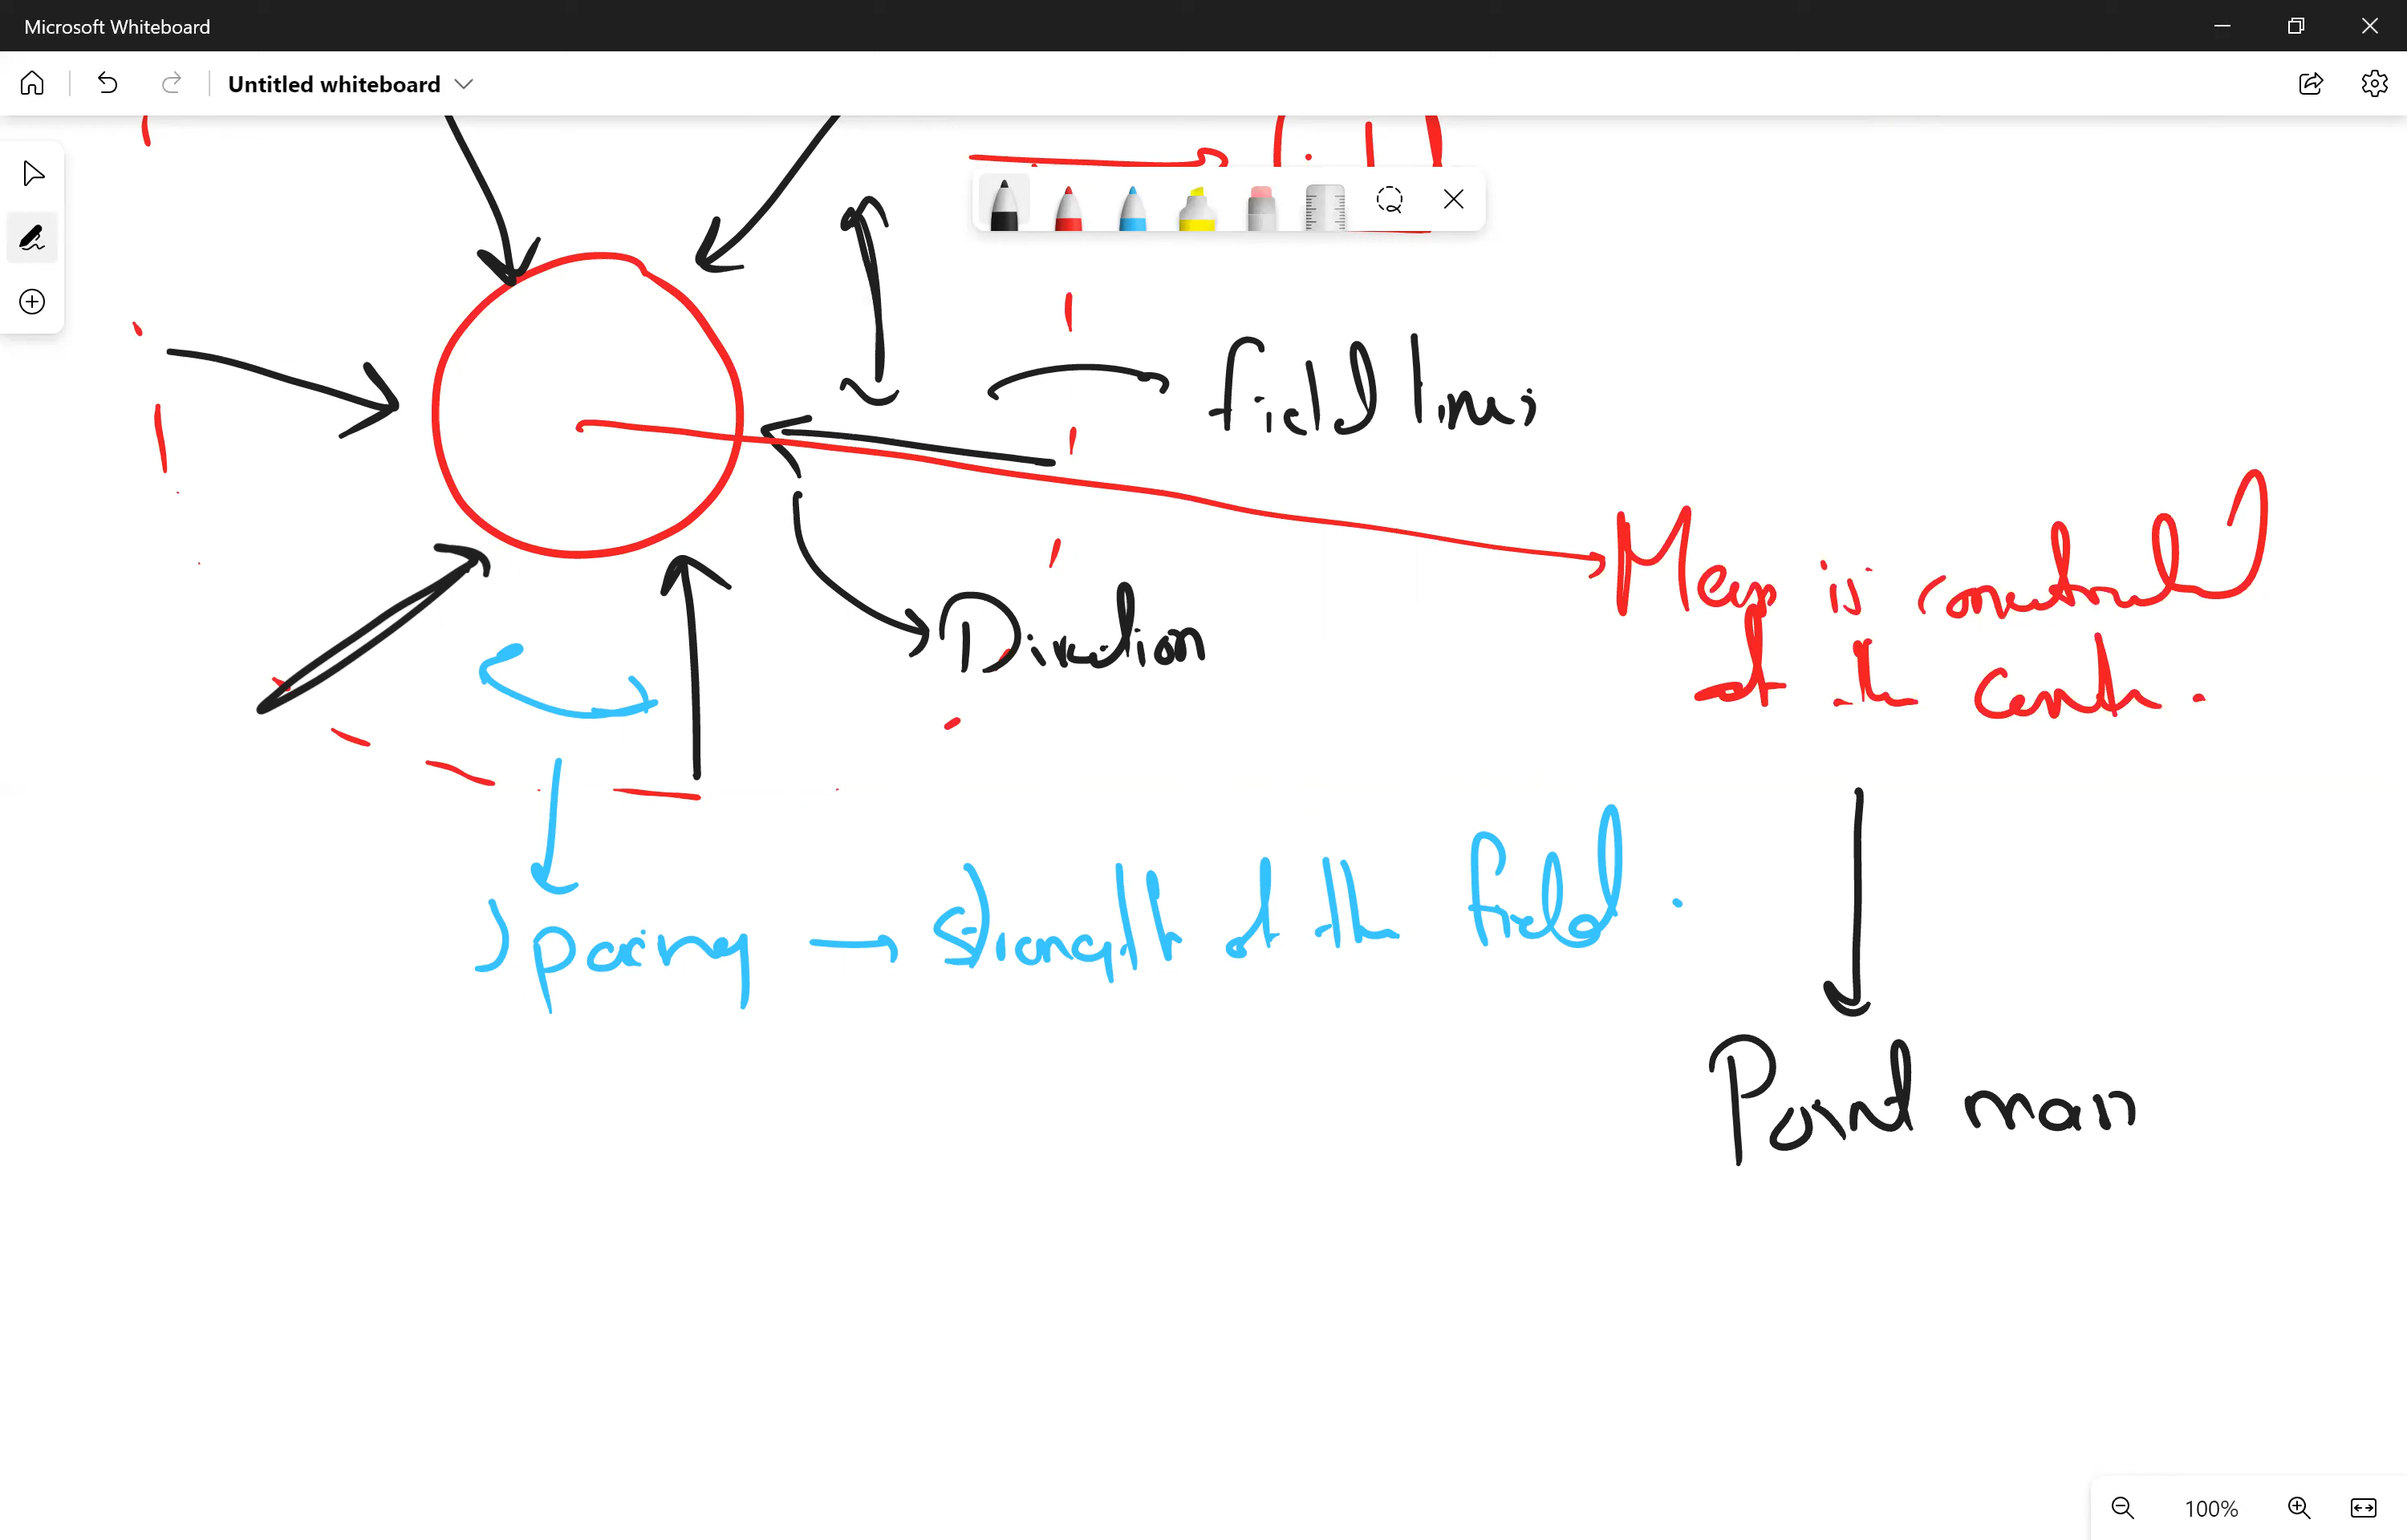 Microsoft Whiteboard
Untitled whiteboard
field lines
Mass is concentrated
at the centre.
Direction
Spacing → Strength of the field.
Point mass
100%